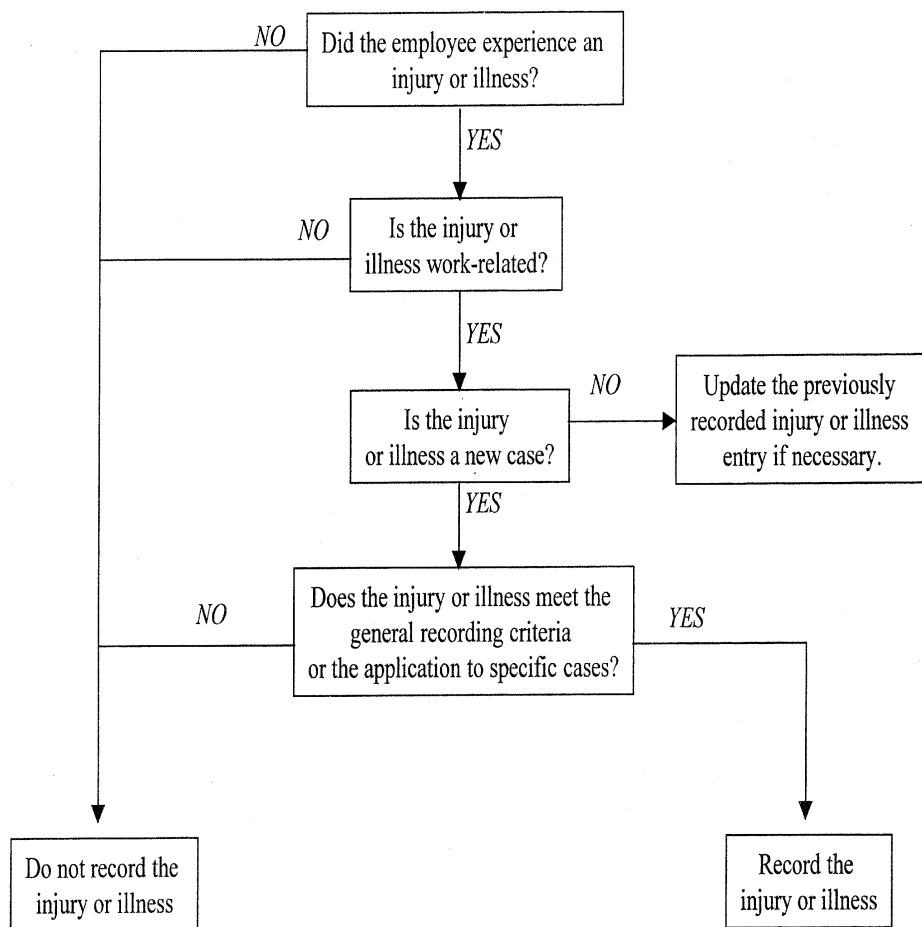 NO
Did the employee experience an
injury or illness?
YES
NO
Is the injury or
illness work-related?
YES
Is the injury
or illness a new case?
NO
Update the previously
recorded injury or illness
entry if necessary.
YES
NO
Does the injury or illness meet the
general recording criteria
or the application to specific cases?
YES
Do not record the
injury or illness
Record the
injury or illness